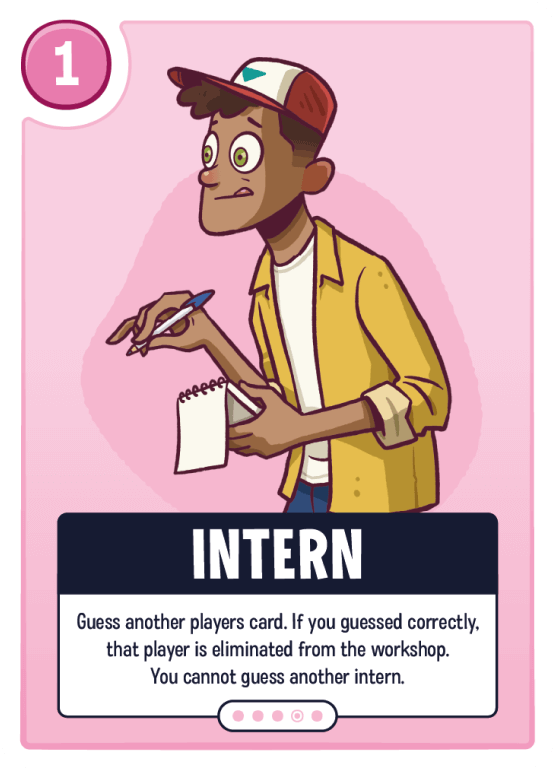 1
INTERN
Guess another players card. If you guessed correctly,
that player is eliminated from the workshop.
You cannot guess another intern.